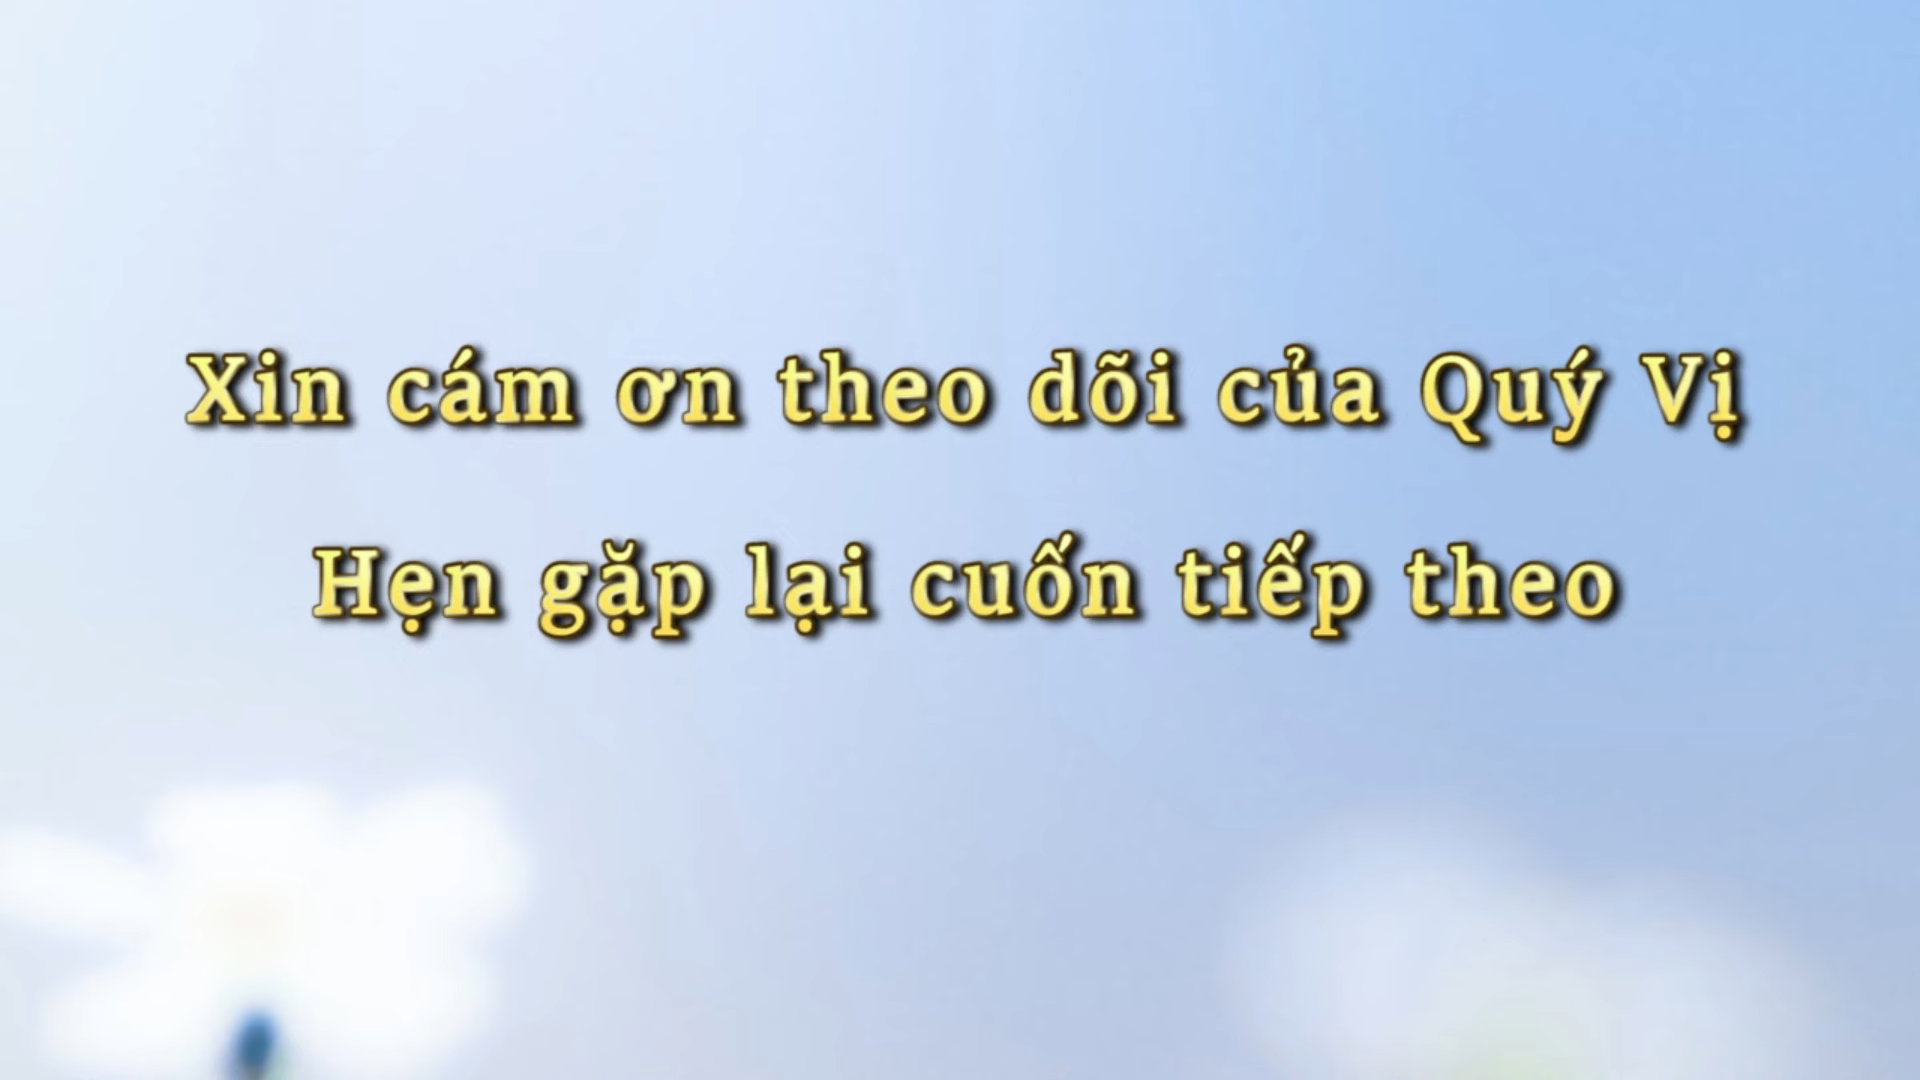 Xin cám ơn theo dõi của Quý Vị
Hẹn gặp lại cuốn tiếp theo